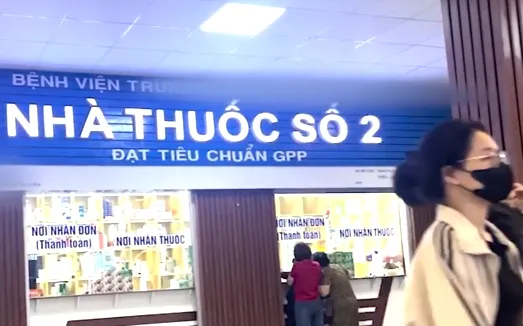 BỆNH VIỆN TRUNG
NHÀ THUỐC SỐ 2
ĐẠT TIÊU CHUẨN GPP
NƠI NHẬN ĐƠN
(Thanh toán)
NƠI NHẬN THUỐC
NƠI NHẬN ĐƠN
(Thanh toán)
NƠI NHẬN THUỐC